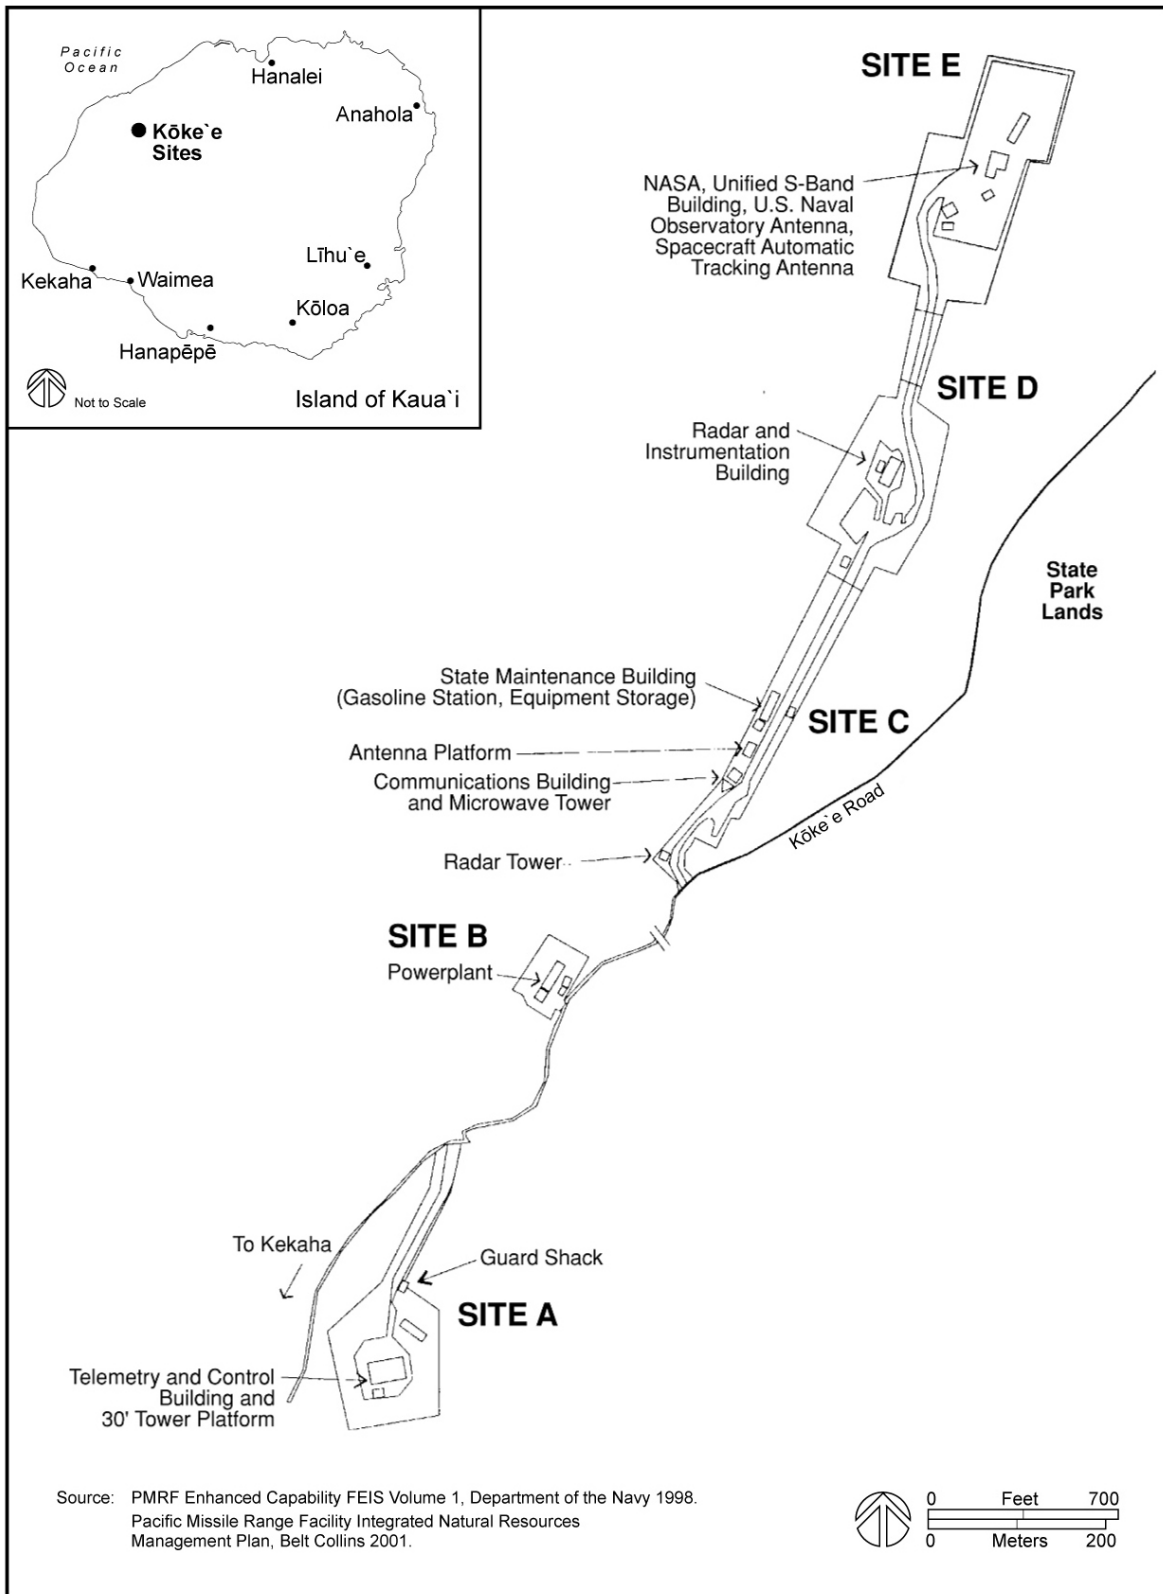 Pacific
Ocean
Hanalei
Anahola
Kōke`e
Sites
Līhu`e
Kekaha
Waimea
Kōloa
Hanapēpē
Not to Scale
Island of Kaua`i
SITE E
NASA, Unified S-Band
Building, U.S. Naval
Observatory Antenna,
Spacecraft Automatic
Tracking Antenna
SITE D
Radar and
Instrumentation
Building
State
Park
Lands
State Maintenance Building
(Gasoline Station, Equipment Storage)
SITE C
Antenna Platform
Communications Building
and Microwave Tower
Kōke`e Road
Radar Tower
SITE B
Powerplant
To Kekaha
Guard Shack
SITE A
Telemetry and Control
Building and
30' Tower Platform
Source: PMRF Enhanced Capability FEIS Volume 1, Department of the Navy 1998.
Pacific Missile Range Facility Integrated Natural Resources
Management Plan, Belt Collins 2001.
0 Feet 700
0 Meters 200